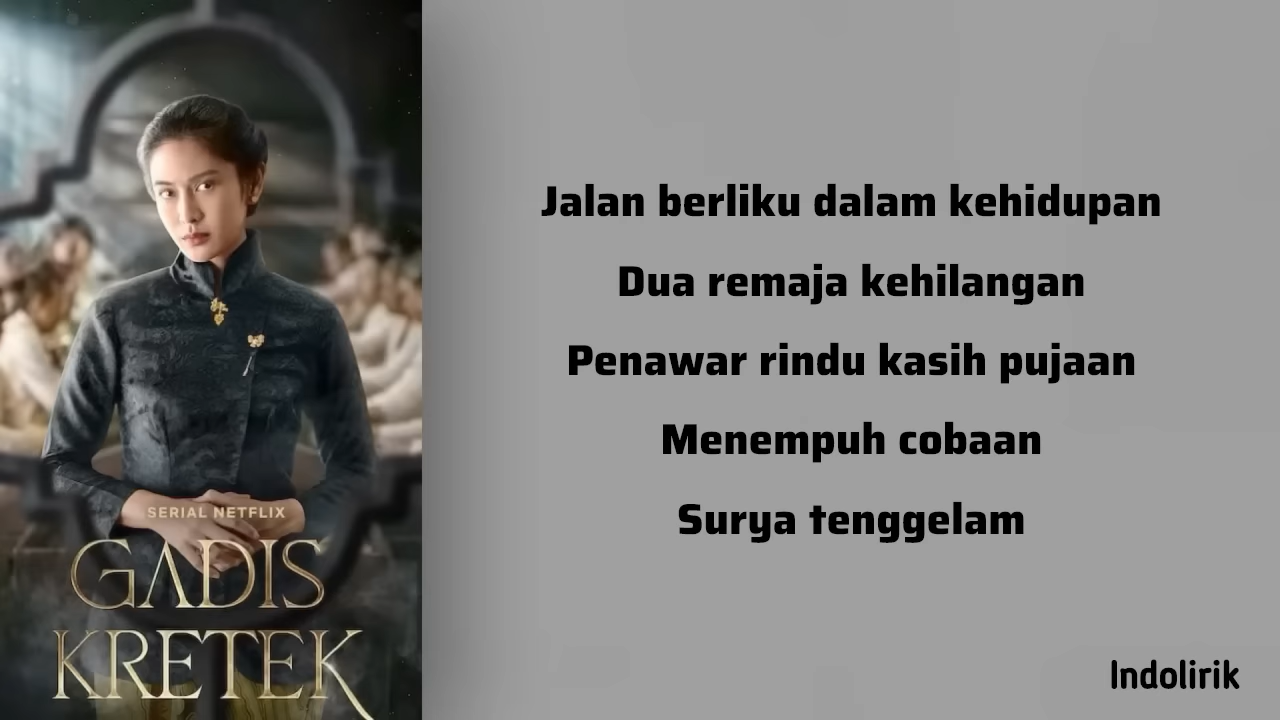 SERIAL NETFLIX
GADIS
KRETEK
Jalan berliku dalam kehidupan
Dua remaja kehilangan
Penawar rindu kasih pujaan
Menempuh cobaan
Surya tenggelam
Indolirik